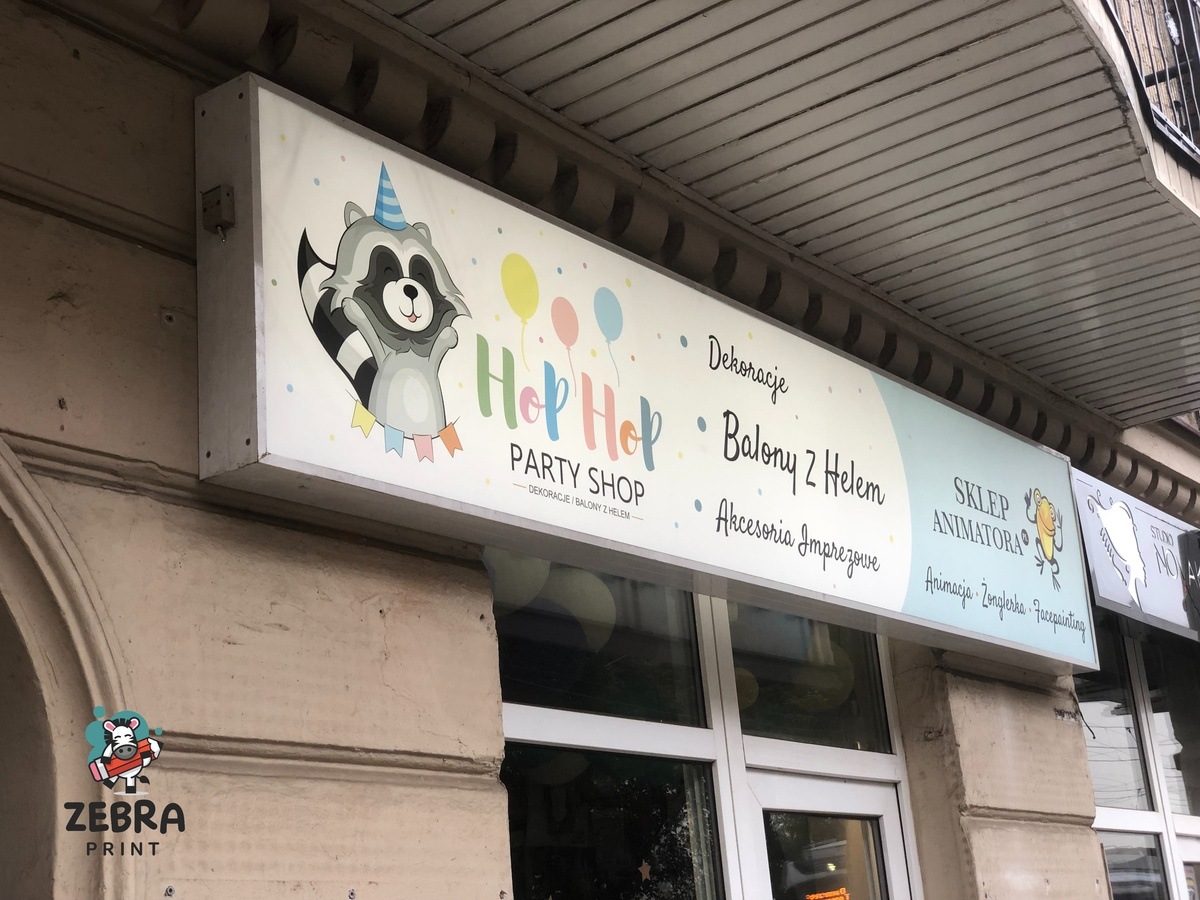 Hop Hop
PARTY SHOP
DEKORACJE / BALONY Z HELEM
Dekoracje
Balony Z Helem
Akcesoria Imprezowe
SKLEP
ANIMATORA
Animacja · Żonglerka · Facepainting
STUDIO
ZEBRA
PRINT